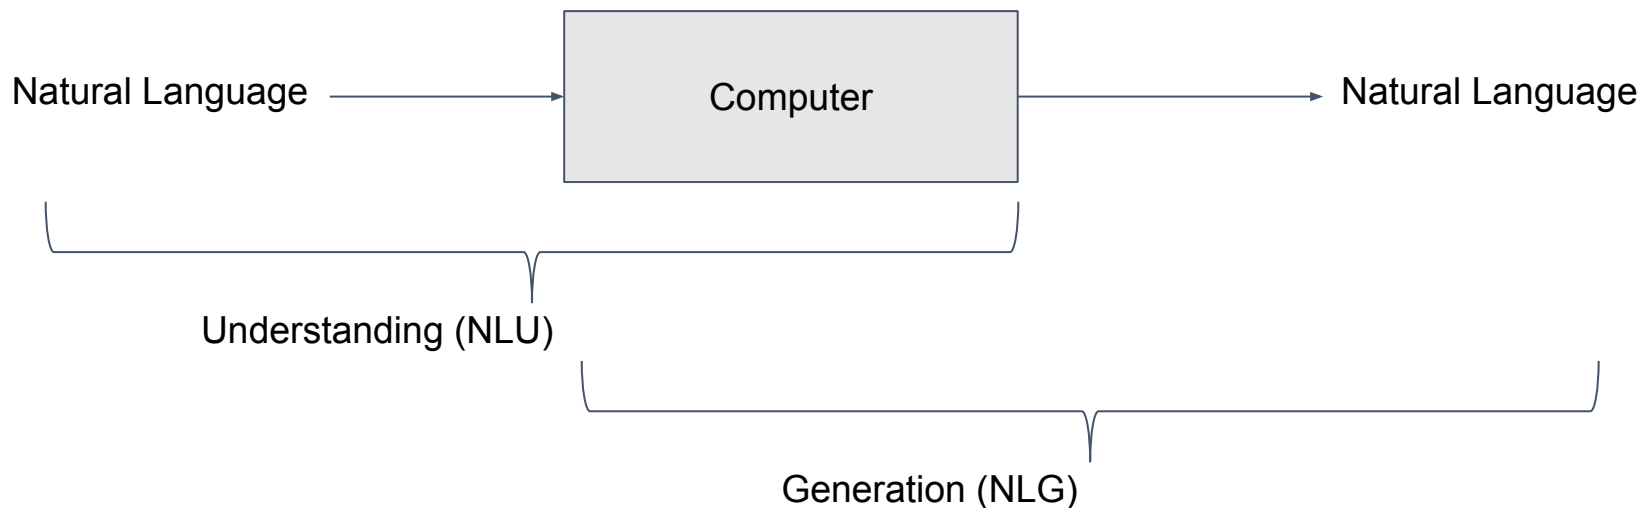 Natural Language
Computer
Natural Language
Understanding (NLU)
Generation (NLG)